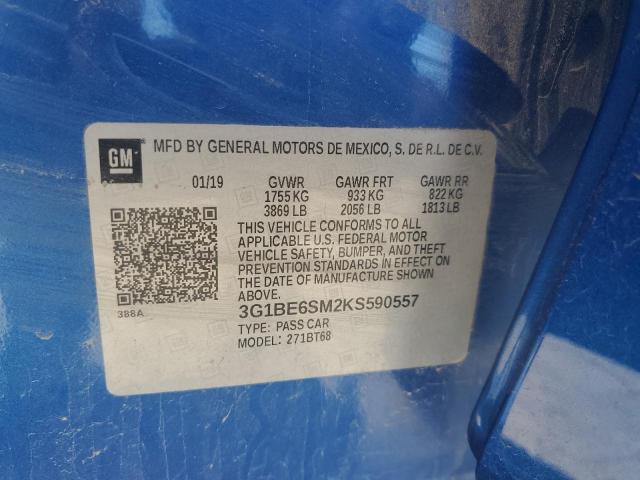 GM
MFD BY GENERAL MOTORS DE MEXICO, S. DE R.L. DE C.V.
01/19 GVWR GAWR FRT GAWR RR
1755 KG 933 KG 822 KG
3869 LB 2056 LB 1813 LB
THIS VEHICLE CONFORMS TO ALL
APPLICABLE U.S. FEDERAL MOTOR
VEHICLE SAFETY, BUMPER, AND THEFT
PREVENTION STANDARDS IN EFFECT ON
THE DATE OF MANUFACTURE SHOWN
ABOVE.
388A
3G1BE6SM2KS590557
TYPE: PASS CAR
MODEL: 271BT68